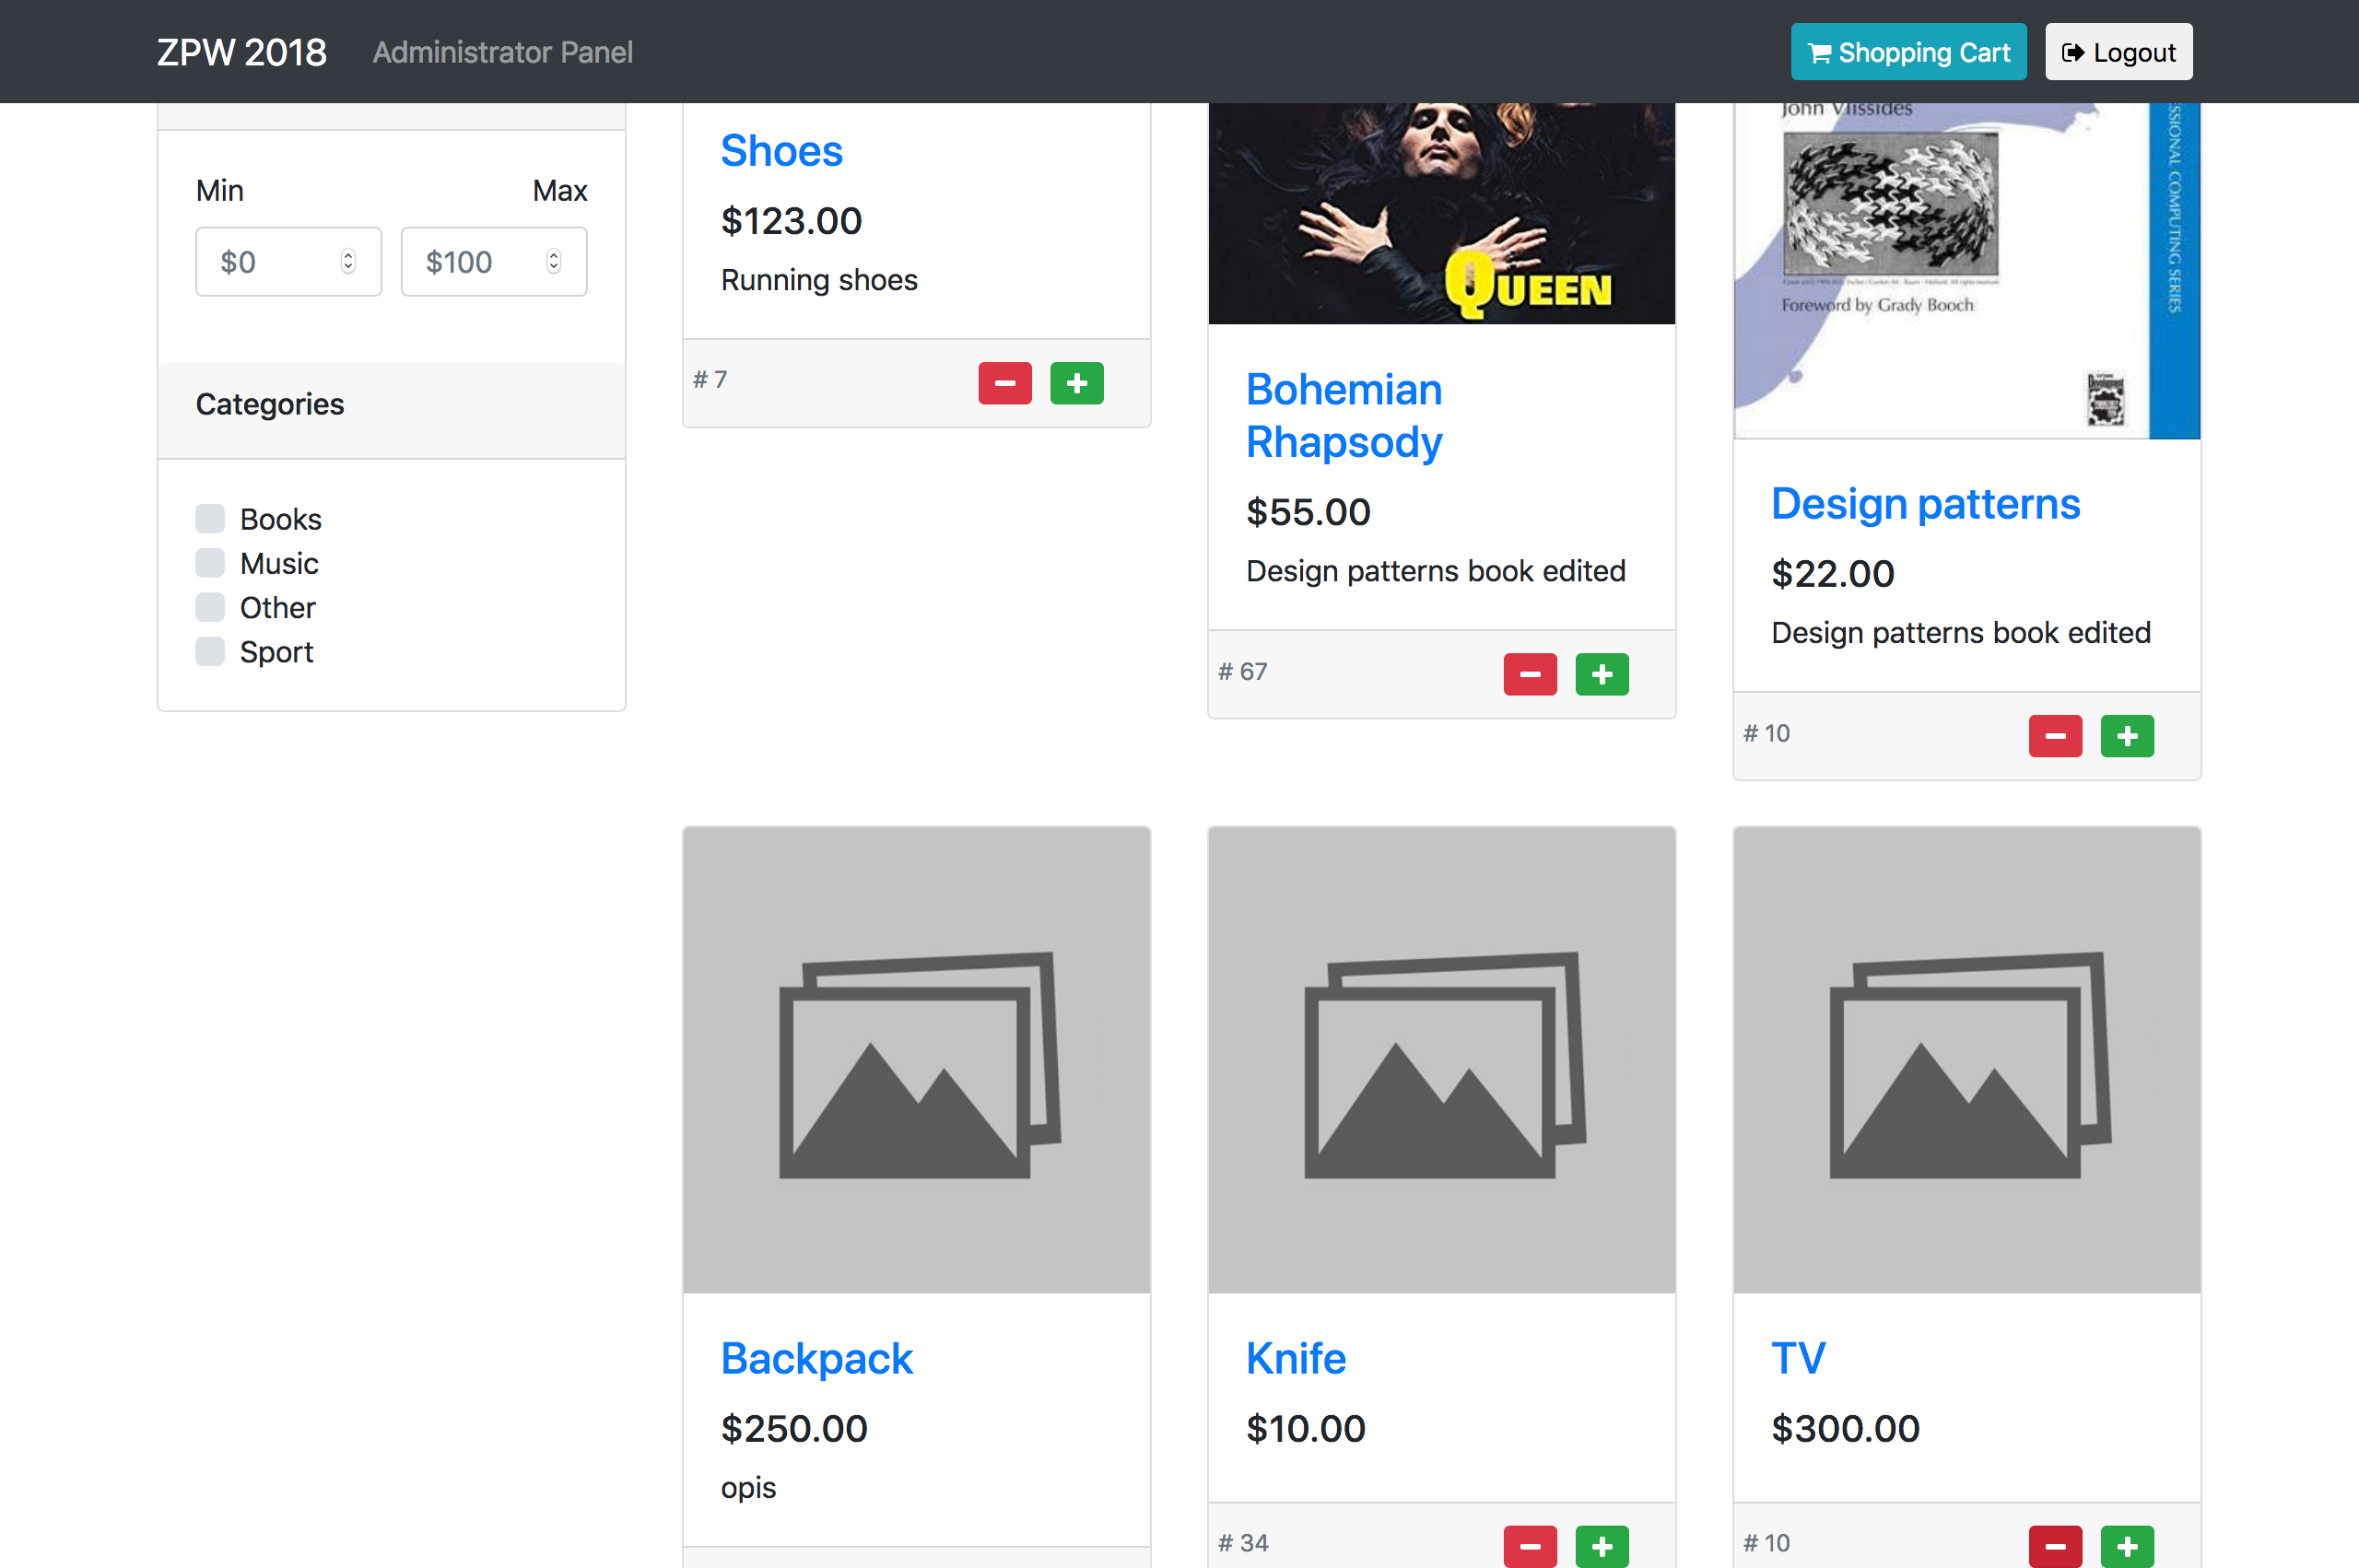 ZPW 2018 Administrator Panel Shopping Cart Logout
Min Max
$0 $100
Categories
Books
Music
Other
Sport
Shoes
$123.00
Running shoes
# 7
QUEEN
Bohemian
Rhapsody
$55.00
Design patterns book edited
# 67
John Vlissides
SSIONAL COMPUTING SERIES
Foreword by Grady Booch
Design patterns
$22.00
Design patterns book edited
# 10
Backpack
$250.00
opis
Knife
$10.00
# 34
TV
$300.00
# 10